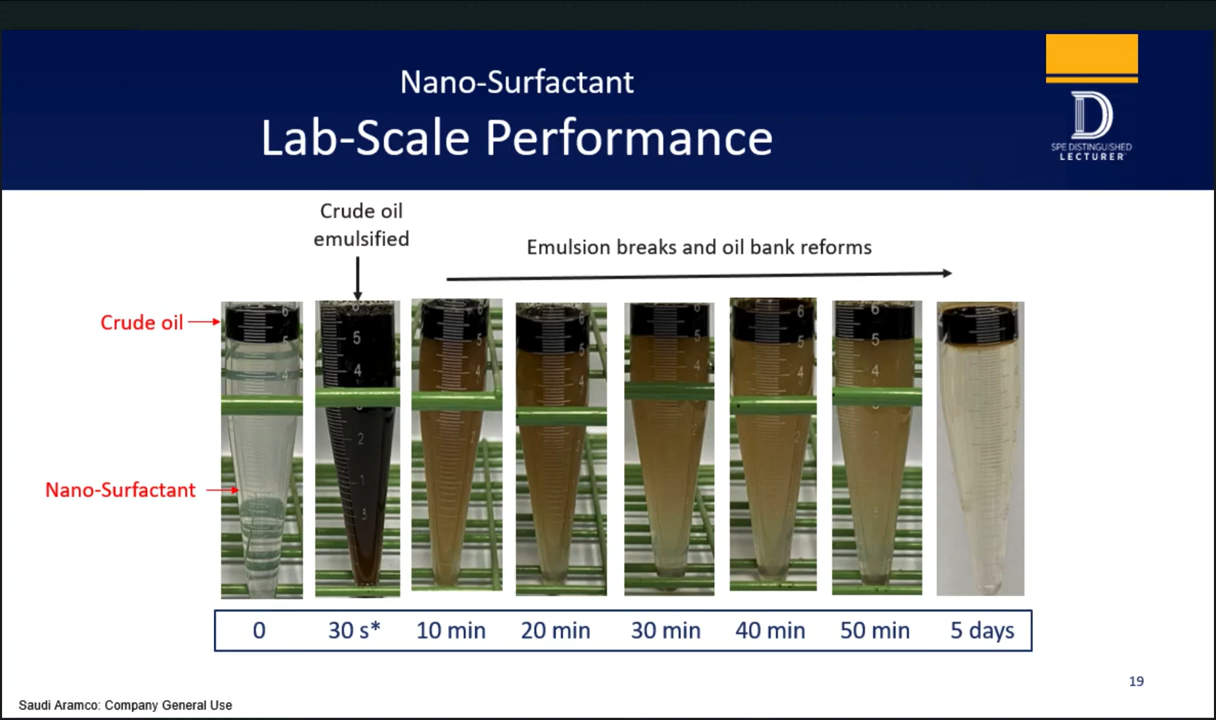 Nano-Surfactant
Lab-Scale Performance
D
SPE DISTINGUISHED
LECTURER
Crude oil
emulsified
Emulsion breaks and oil bank reforms
Crude oil
Nano-Surfactant
0
30 s*
10 min
20 min
30 min
40 min
50 min
5 days
19
Saudi Aramco: Company General Use